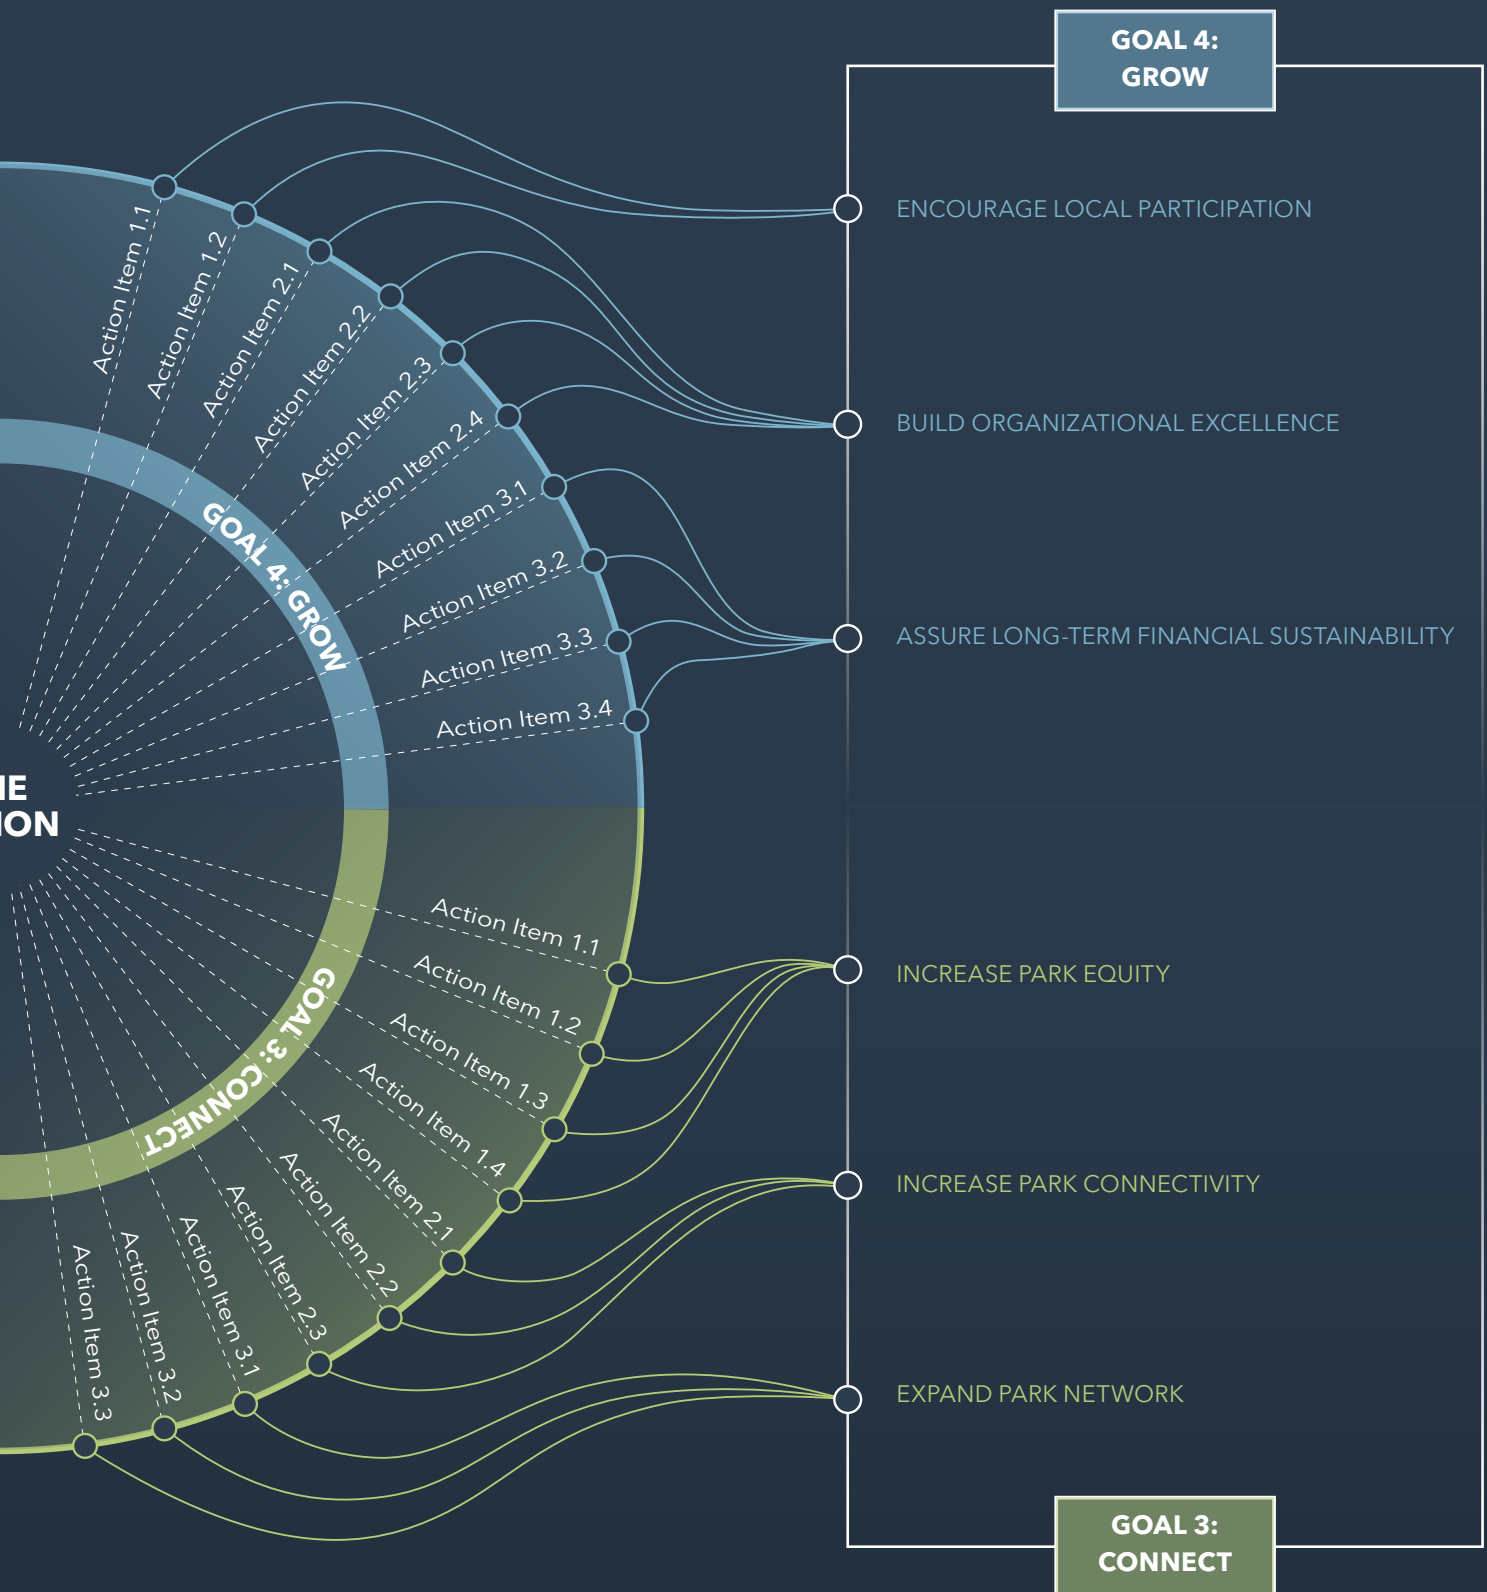 GOAL 4:
GROW
ENCOURAGE LOCAL PARTICIPATION
BUILD ORGANIZATIONAL EXCELLENCE
ASSURE LONG-TERM FINANCIAL SUSTAINABILITY
Action Item 1.1
Action Item 1.2
Action Item 2.1
Action Item 2.2
Action Item 2.3
Action Item 2.4
Action Item 3.1
Action Item 3.2
Action Item 3.3
Action Item 3.4
GOAL 4: GROW
Action Item 1.1
Action Item 1.2
Action Item 1.3
Action Item 1.4
Action Item 2.1
Action Item 2.2
Action Item 2.3
Action Item 3.1
Action Item 3.2
Action Item 3.3
GOAL 3: CONNECT
INCREASE PARK EQUITY
INCREASE PARK CONNECTIVITY
EXPAND PARK NETWORK
GOAL 3:
CONNECT